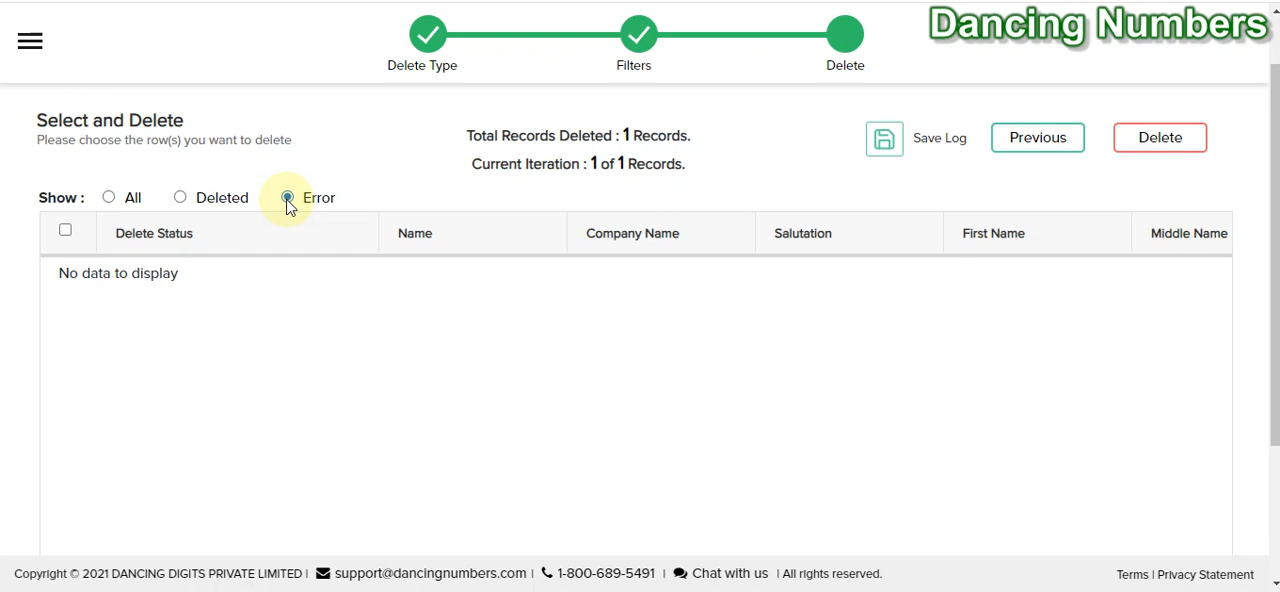 Dancing Numbers
Delete Type
Filters
Delete
Select and Delete
Please choose the row(s) you want to delete
Total Records Deleted : 1 Records.
Current Iteration : 1 of 1 Records.
Save Log
Previous
Delete
Show : All Deleted Error
Delete Status Name Company Name Salutation First Name Middle Name
No data to display
Copyright © 2021 DANCING DIGITS PRIVATE LIMITED | support@dancingnumbers.com | 1-800-689-5491 | Chat with us | All rights reserved. Terms | Privacy Statement